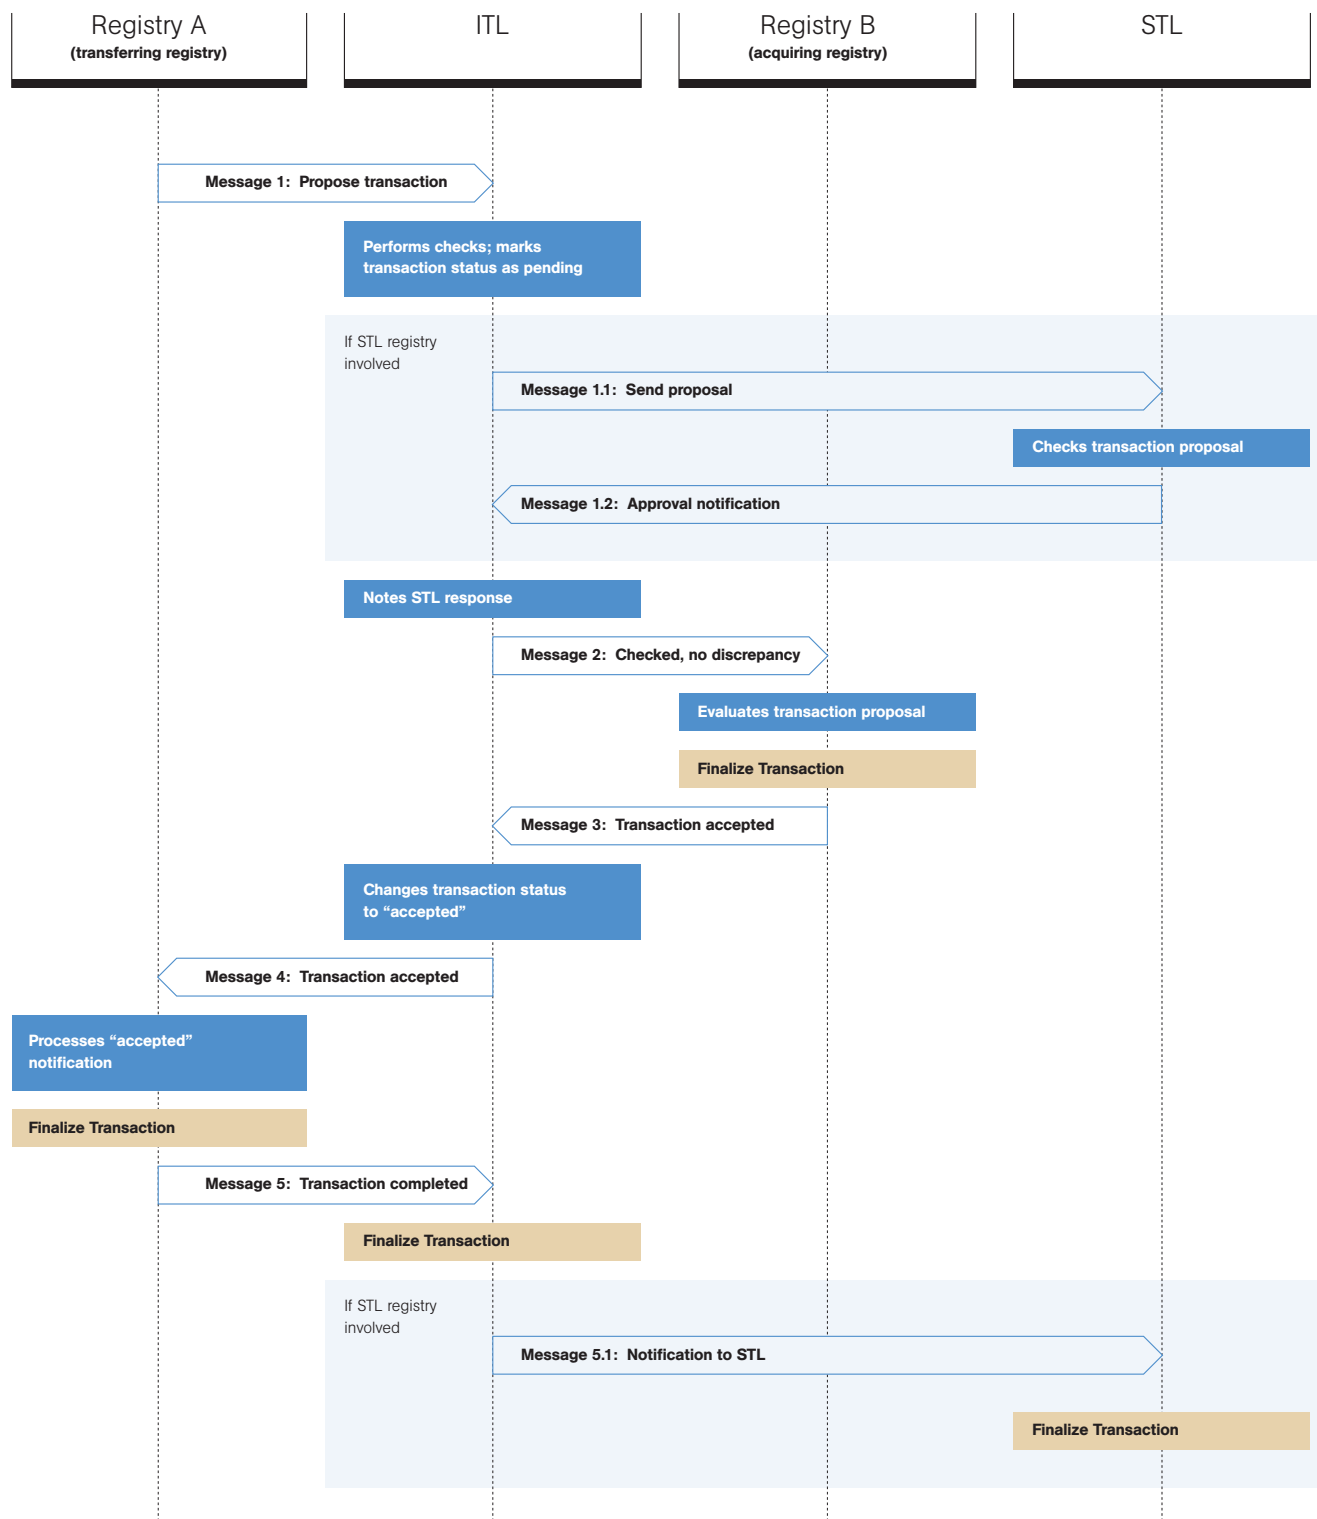 Registry A
(transferring registry)
ITL
Registry B
(acquiring registry)
STL
Message 1:  Propose transaction
Performs checks; marks
transaction status as pending
If STL registry
involved
Message 1.1:  Send proposal
Checks transaction proposal
Message 1.2:  Approval notification
Notes STL response
Message 2:  Checked, no discrepancy
Evaluates transaction proposal
Finalize Transaction
Message 3:  Transaction accepted
Changes transaction status
to “accepted”
Message 4:  Transaction accepted
Processes “accepted”
notification
Finalize Transaction
Message 5:  Transaction completed
Finalize Transaction
If STL registry
involved
Message 5.1:  Notification to STL
Finalize Transaction